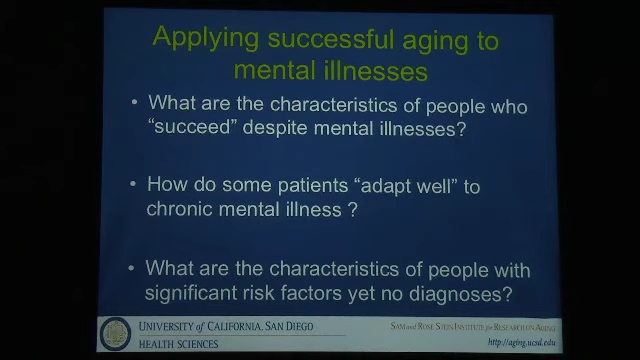 Applying successful aging to
mental illnesses
• What are the characteristics of people who
“succeed” despite mental illnesses?
• How do some patients “adapt well” to
chronic mental illness ?
• What are the characteristics of people with
significant risk factors yet no diagnoses?
UNIVERSITY of CALIFORNIA, SAN DIEGO
HEALTH SCIENCES
SAM and ROSE STEIN INSTITUTE for RESEARCH ON AGING
http://aging.ucsd.edu